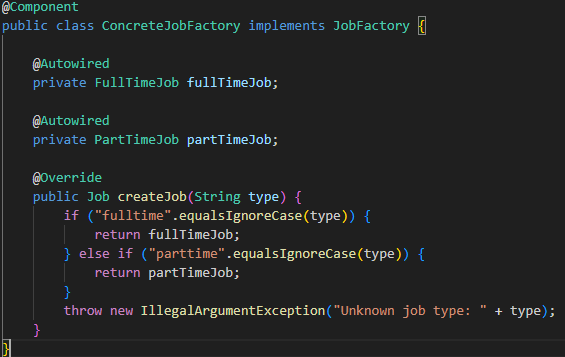 @Component
public class ConcreteJobFactory implements JobFactory {
@Autowired
private FullTimeJob fullTimeJob;
@Autowired
private PartTimeJob partTimeJob;
@Override
public Job createJob(String type) {
if ("fulltime".equalsIgnoreCase(type)) {
return fullTimeJob;
} else if ("parttime".equalsIgnoreCase(type)) {
return partTimeJob;
}
throw new IllegalArgumentException("Unknown job type: " + type);
}
}